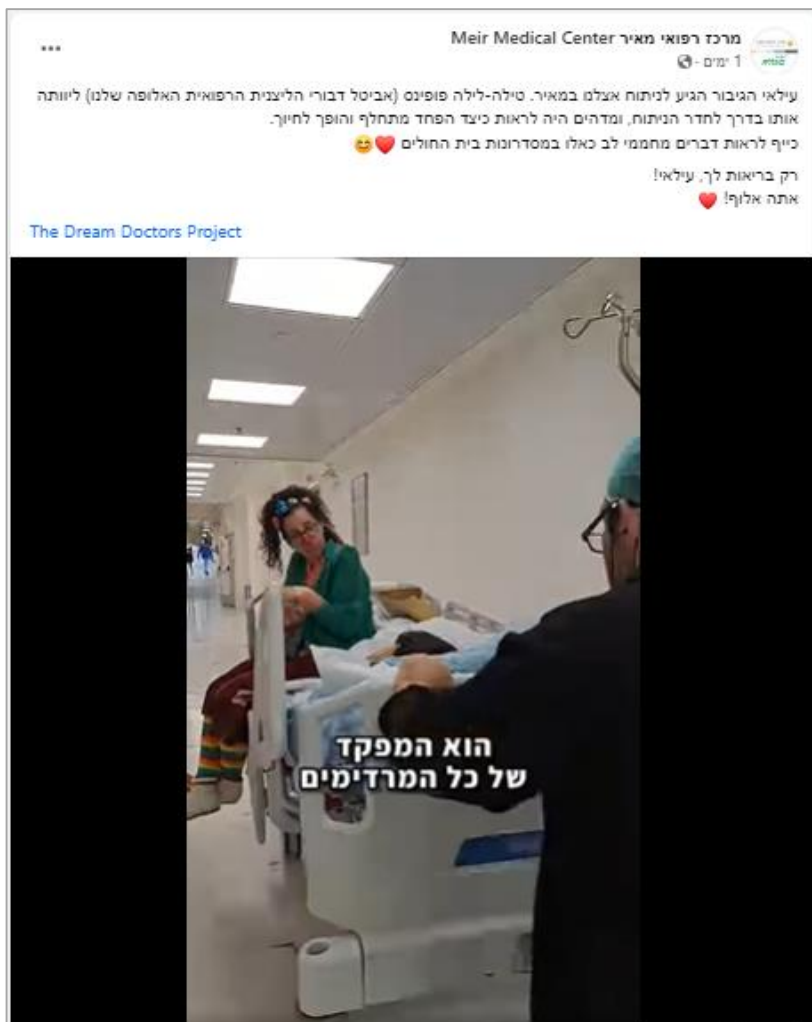 מרכז רפואי מאיר Meir Medical Center
1 ימים ·
עילאי הגיבור הגיע לניתוח אצלנו במאיר. טילה-לילה פופינס (אביטל דבורי הליצנית הרפואית האלופה שלנו) ליוותה
אותו בדרך לחדר הניתוח, ומדהים היה לראות כיצד הפחד מתחלף והופך לחיוך.
כייף לראות דברים מחממי לב כאלו במסדרונות בית החולים ❤️😊
רק בריאות לך, עילאי!
אתה אלוף! ❤️
The Dream Doctors Project
הוא המפקד
של כל המרדימים